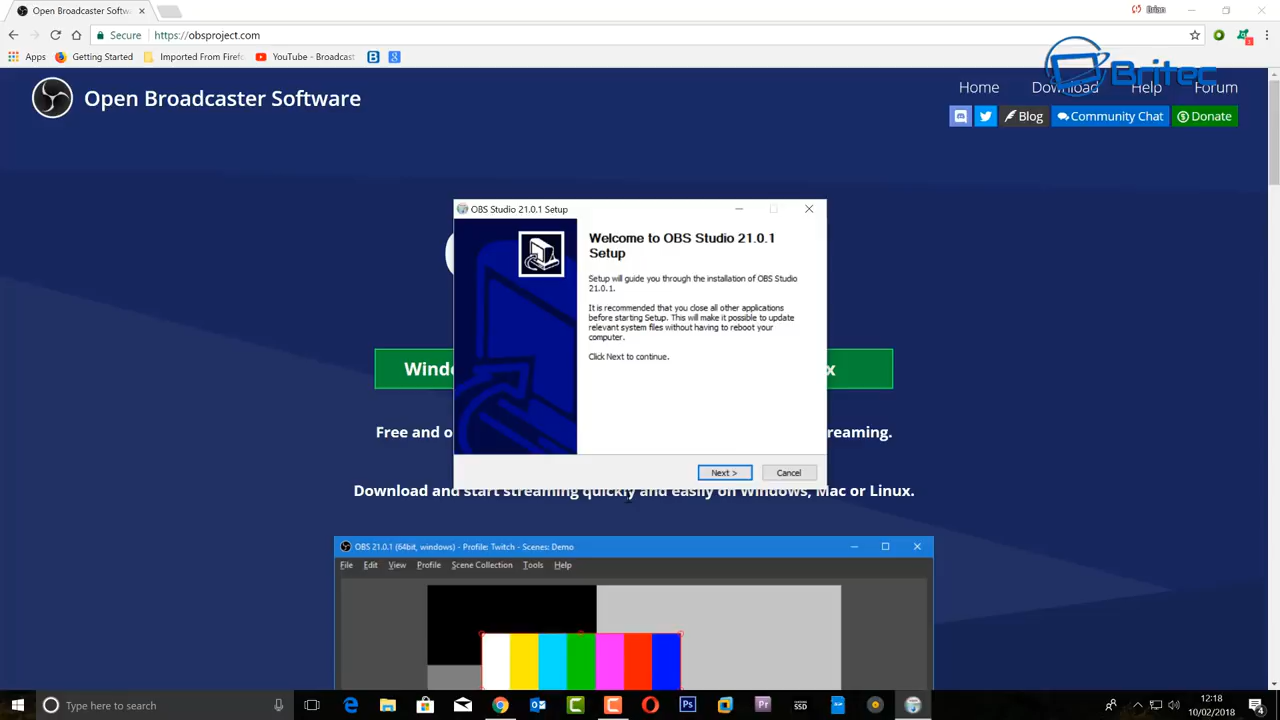 Open Broadcaster Softw
Brian
Secure
https://obsproject.com
Apps
Getting Started
Imported From Firef
YouTube - Broadcast
Britec
Open Broadcaster Software
Home
Download
Help
Forum
Blog
Community Chat
Donate
OBS Studio 21.0.1 Setup
Welcome to OBS Studio 21.0.1
Setup
Setup will guide you through the installation of OBS Studio
21.0.1.
It is recommended that you close all other applications
before starting Setup. This will make it possible to update
relevant system files without having to reboot your
computer.
Click Next to continue.
Next >
Cancel
Windo
x
Free and o
reaming.
Download and start streaming quickly and easily on Windows, Mac or Linux.
OBS 21.0.1 (64bit, windows) - Profile: Twitch - Scenes: Demo
File Edit View Profile Scene Collection Tools Help
Type here to search
12:18
10/02/2018